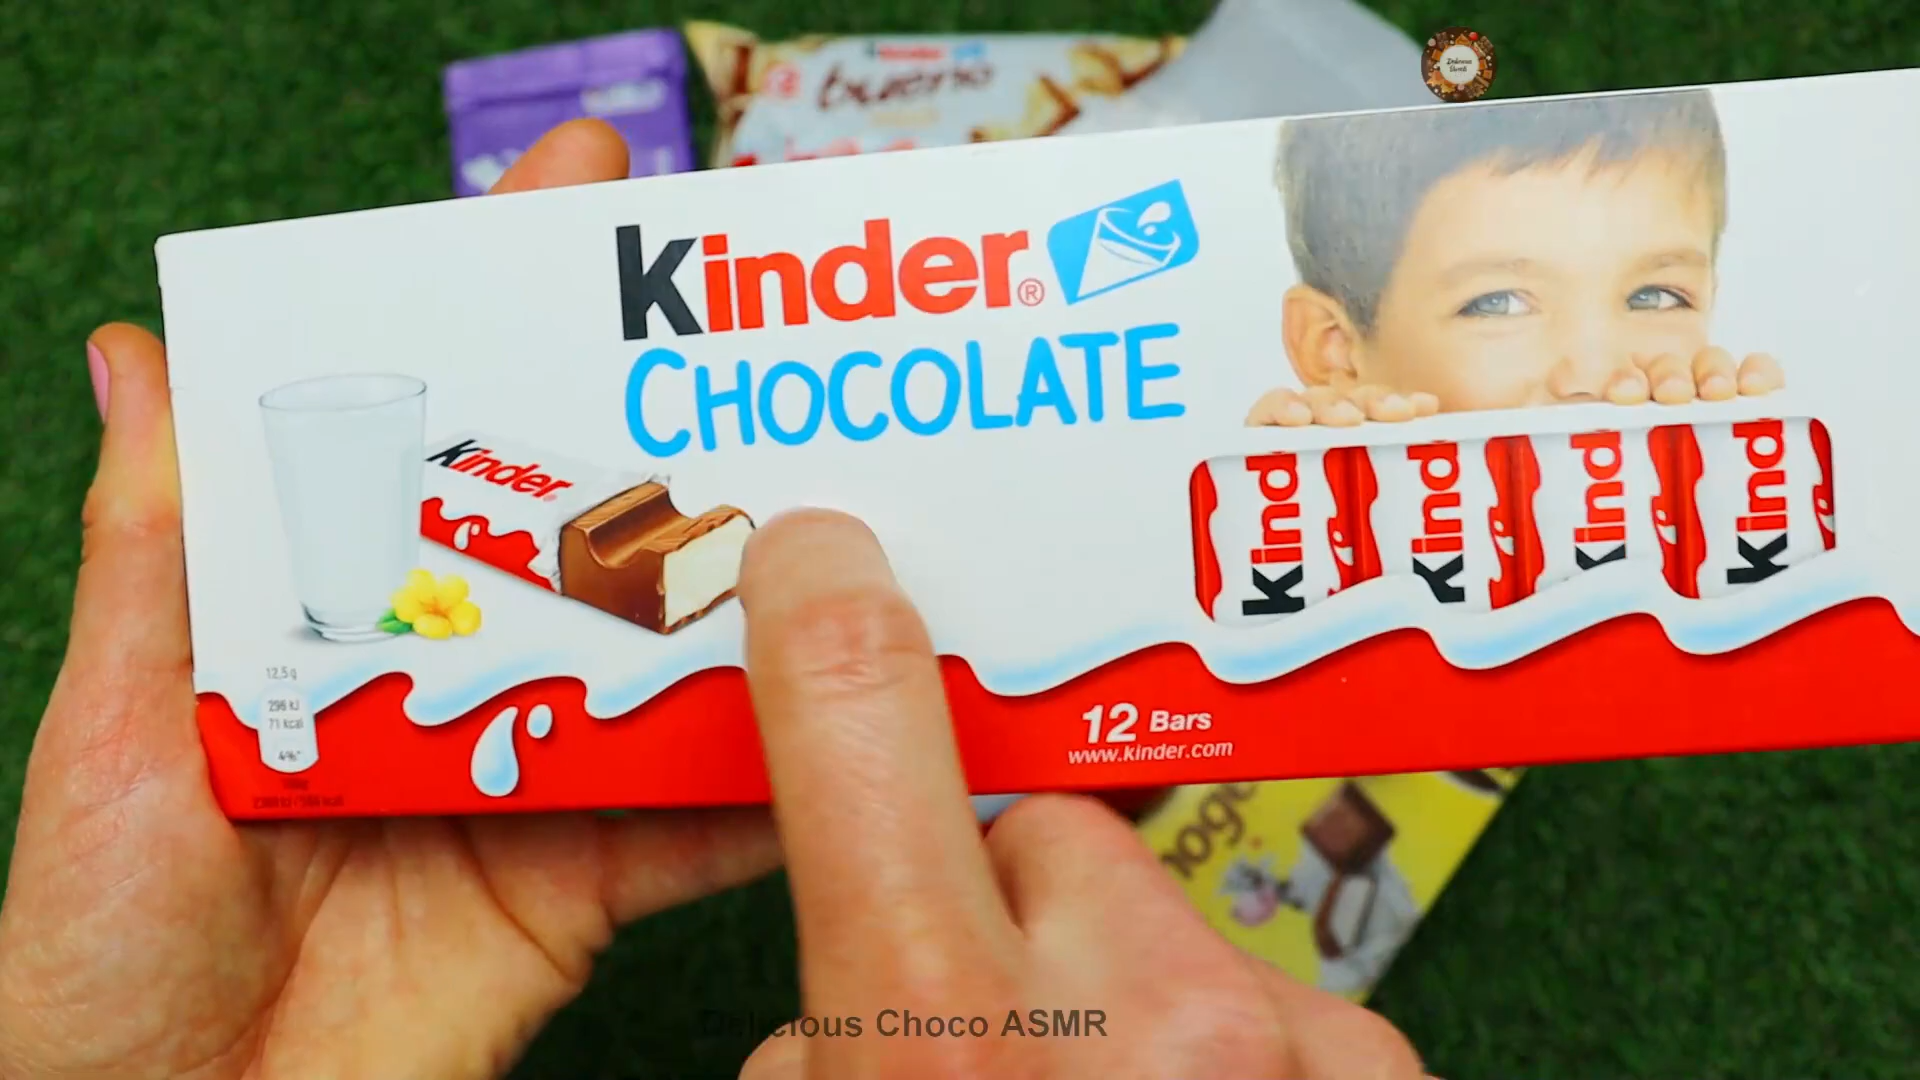 kinder
bueno
Kinder®
CHOCOLATE
Kinder
Kind
Kind
Kind
Kind
12,5 g
296 kJ
71 kcal
4%*
12 Bars
www.kinder.com
Delicious Choco ASMR